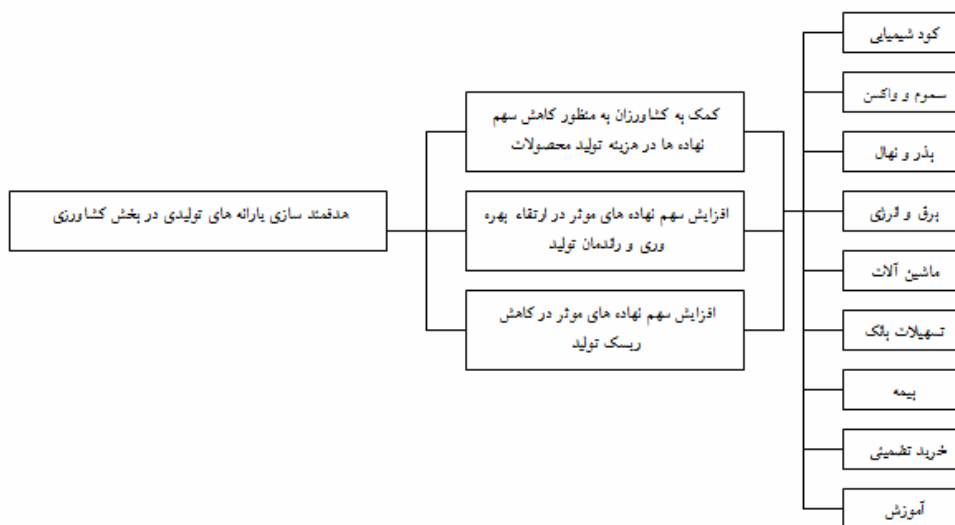 هدفمند سازی یارانه های تولیدی در بخش کشاورزی
کمک به کشاورزان به منظور کاهش سهم
نهاده ها در هزینه تولید محصولات
افزایش سهم نهاده های موثر در ارتقاء بهره
وری و راندمان تولید
افزایش سهم نهاده های موثر در کاهش
ریسک تولید
کود شیمیایی
سموم و واکسن
بذر و نهال
برق و انرژی
ماشین آلات
تسهیلات بانک
بیمه
خرید تضمینی
آموزش